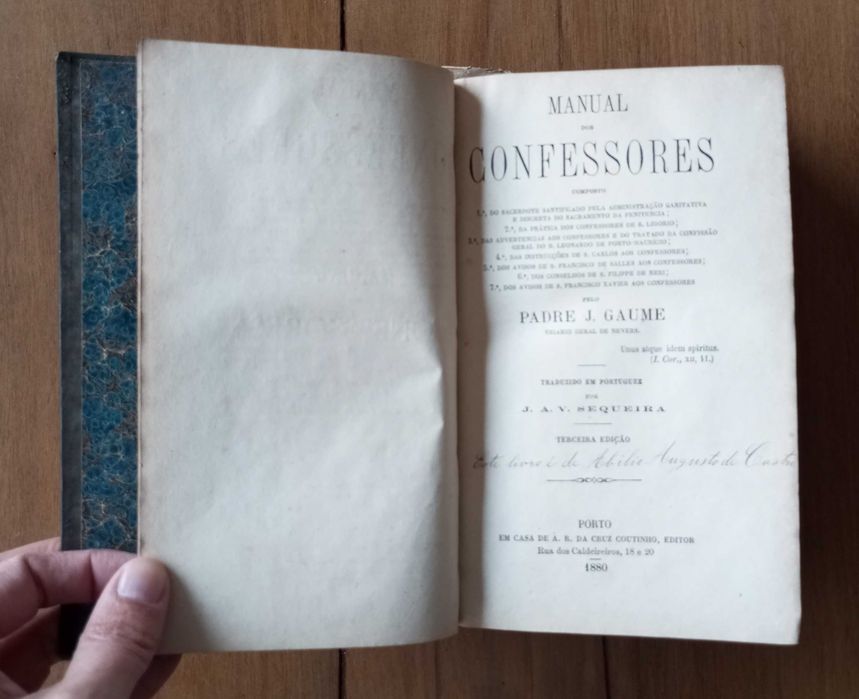 MANUAL
DOS
CONFESSORES
COMPOSTO
1.º, DO SACERDOTE SANTIFICADO PELA ADMINISTRAÇÃO CARITATIVA
E DISCRETA DO SACRAMENTO DA PENITENCIA;
2.º, DA PRÁTICA DOS CONFESSORES DE S. LIGORIO;
3.º, DAS ADVERTENCIAS AOS CONFESSORES E DO TRATADO DA CONFISSÃO
GERAL DO B. LEONARDO DE PORTO-MAURICIO;
4.º, DAS INSTRUCÇÕES DE S. CARLOS AOS CONFESSORES;
5.º, DOS AVISOS DE S. FRANCISCO DE SALLES AOS CONFESSORES;
6.º, DOS CONSELHOS DE S. FILIPPE DE NERI;
7.º, DOS AVISOS DE S. FRANCISCO XAVIER AOS CONFESSORES
PELO
PADRE J. GAUME
VIGARIO GERAL DE NEVERS.
Unus atque idem spiritus.
(I. Cor., XII, 11.)
TRADUZIDO EM PORTUGUEZ
POR
J. A. V. SEQUEIRA
TERCEIRA EDIÇÃO
Este livro é de Abilio Augusto de Castro
PORTO
EM CASA DE A. R. DA CRUZ COUTINHO, EDITOR
Rua dos Caldeireiros, 18 e 20
1880